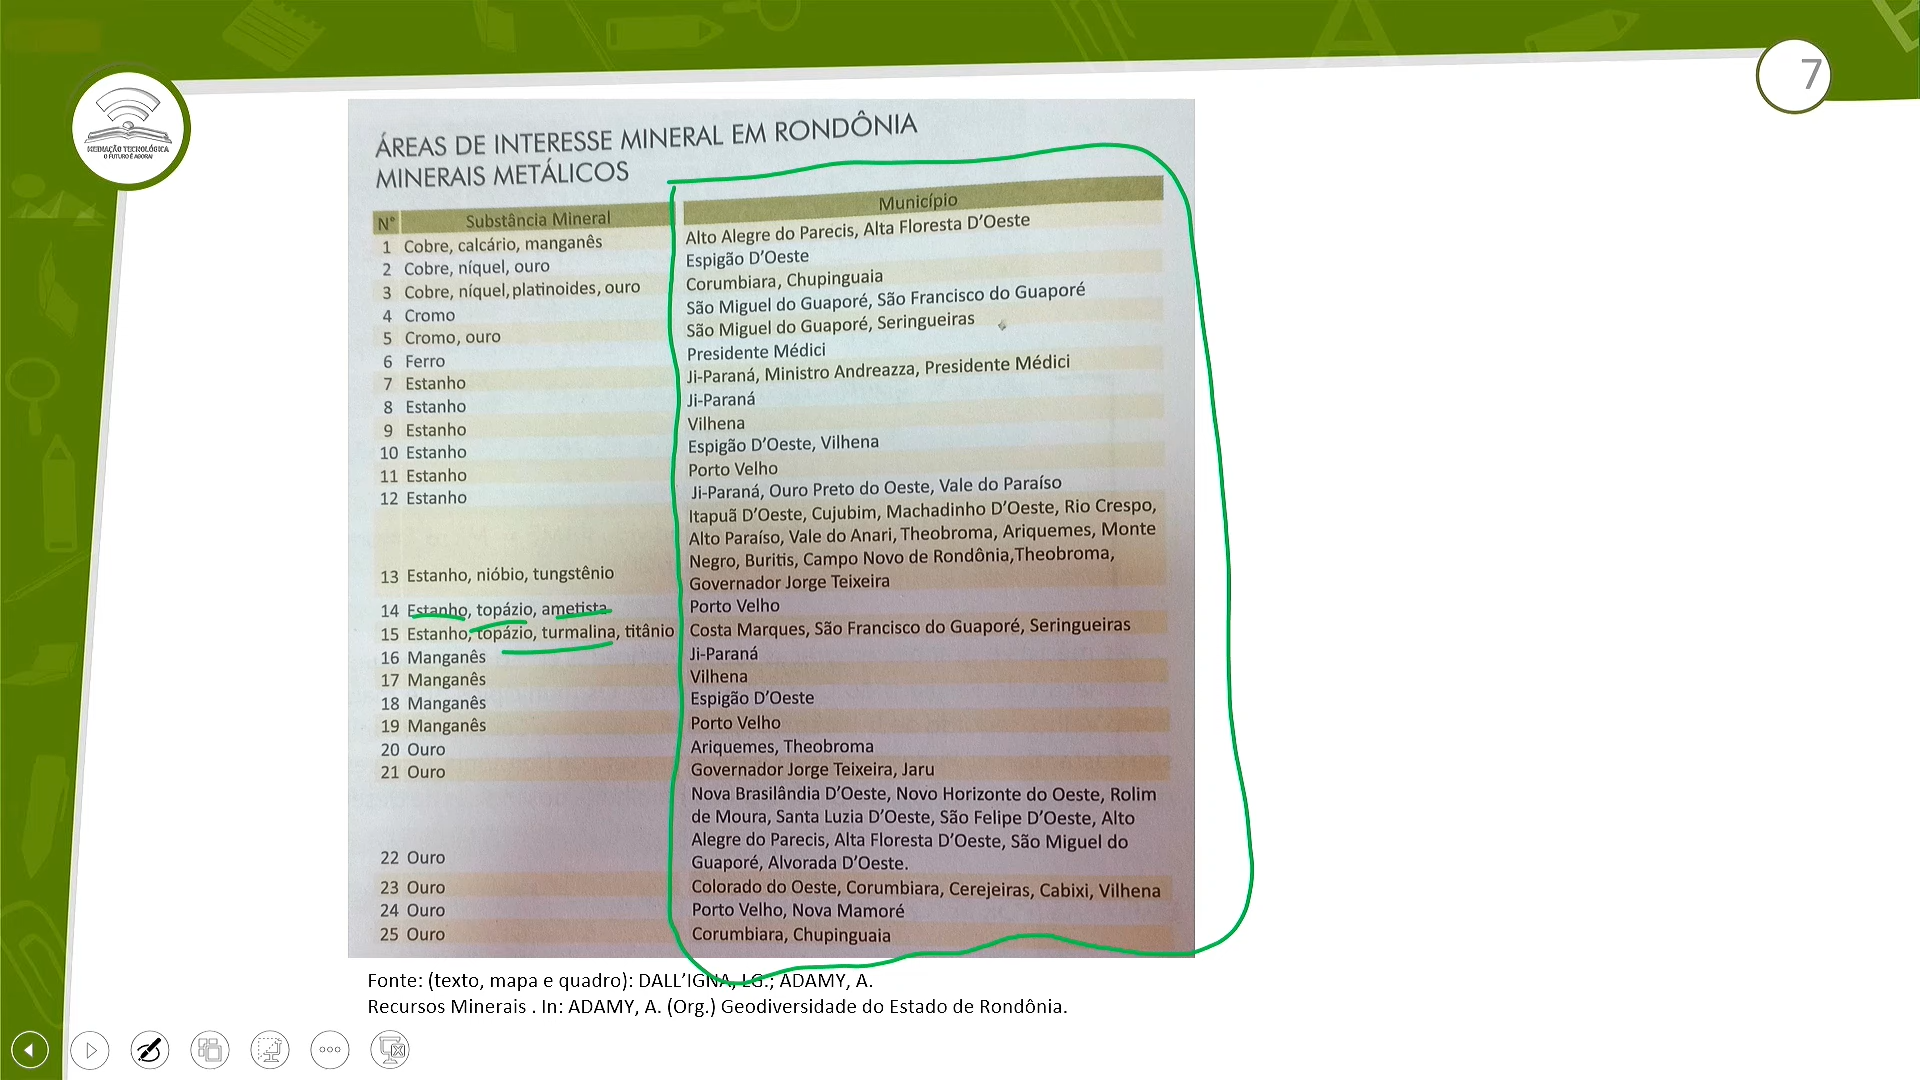 7
MEDIAÇÃO TECNOLÓGICA
O FUTURO É AGORA!
ÁREAS DE INTERESSE MINERAL EM RONDÔNIA
MINERAIS METÁLICOS
N° Substância Mineral Município
1 Cobre, calcário, manganês Alto Alegre do Parecis, Alta Floresta D'Oeste
2 Cobre, níquel, ouro Espigão D'Oeste
3 Cobre, níquel, platinoides, ouro Corumbiara, Chupinguaia
4 Cromo São Miguel do Guaporé, São Francisco do Guaporé
5 Cromo, ouro São Miguel do Guaporé, Seringueiras
6 Ferro Presidente Médici
7 Estanho Ji-Paraná, Ministro Andreazza, Presidente Médici
8 Estanho Ji-Paraná
9 Estanho Vilhena
10 Estanho Espigão D'Oeste, Vilhena
11 Estanho Porto Velho
12 Estanho Ji-Paraná, Ouro Preto do Oeste, Vale do Paraíso
Itapuã D'Oeste, Cujubim, Machadinho D'Oeste, Rio Crespo,
Alto Paraíso, Vale do Anari, Theobroma, Ariquemes, Monte
Negro, Buritis, Campo Novo de Rondônia,Theobroma,
13 Estanho, nióbio, tungstênio Governador Jorge Teixeira
14 Estanho, topázio, ametista Porto Velho
15 Estanho, topázio, turmalina, titânio Costa Marques, São Francisco do Guaporé, Seringueiras
16 Manganês Ji-Paraná
17 Manganês Vilhena
18 Manganês Espigão D'Oeste
19 Manganês Porto Velho
20 Ouro Ariquemes, Theobroma
21 Ouro Governador Jorge Teixeira, Jaru
Nova Brasilândia D'Oeste, Novo Horizonte do Oeste, Rolim
de Moura, Santa Luzia D'Oeste, São Felipe D'Oeste, Alto
Alegre do Parecis, Alta Floresta D'Oeste, São Miguel do
22 Ouro Guaporé, Alvorada D'Oeste.
23 Ouro Colorado do Oeste, Corumbiara, Cerejeiras, Cabixi, Vilhena
24 Ouro Porto Velho, Nova Mamoré
25 Ouro Corumbiara, Chupinguaia
Fonte: (texto, mapa e quadro): DALL'IGNA, LG.; ADAMY, A.
Recursos Minerais . In: ADAMY, A. (Org.) Geodiversidade do Estado de Rondônia.